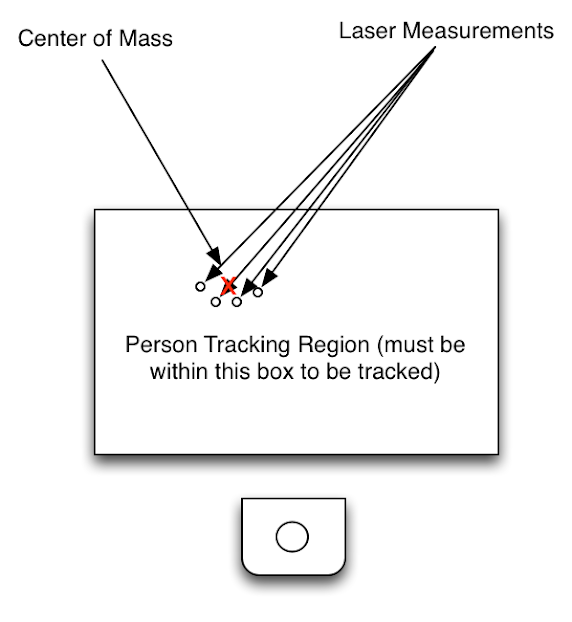 Center of Mass
Laser Measurements
Person Tracking Region (must be
within this box to be tracked)